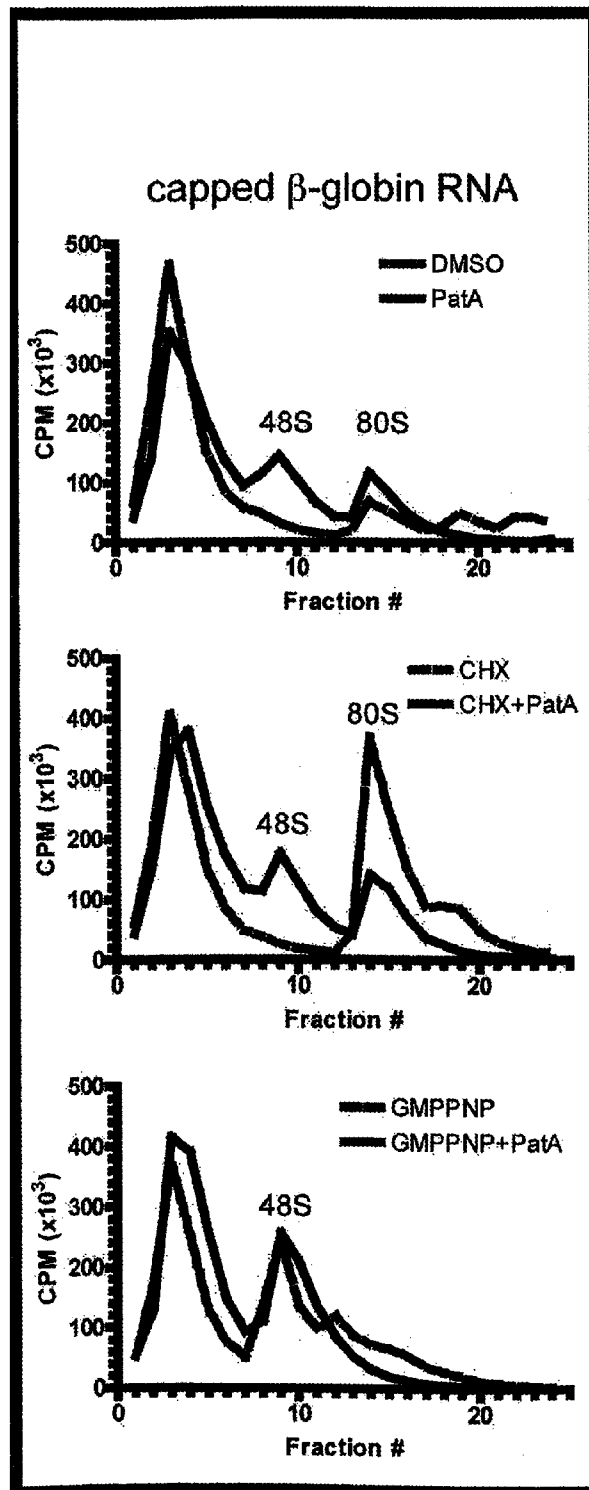 capped β-globin RNA
500
400
300
200
100
0
CPM (x10³)
DMSO
PatA
48S
80S
0
10
20
Fraction #
500
400
300
200
100
0
CPM (x10³)
CHX
CHX+PatA
80S
48S
0
10
20
Fraction #
500
400
300
200
100
0
CPM (x10³)
GMPPNP
GMPPNP+PatA
48S
0
10
20
Fraction #